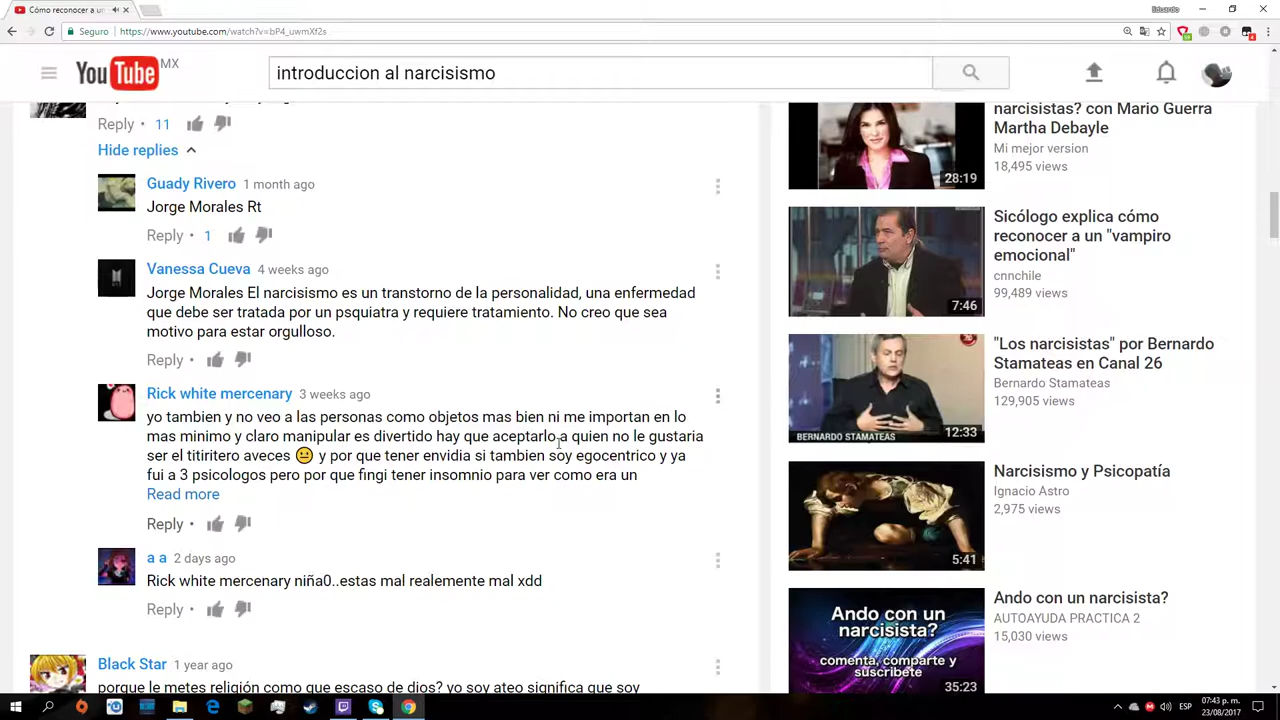 Cómo reconocer a un
Eduardo
Seguro
https://www.youtube.com/watch?v=bP4_uwmXf2s
YouTube MX
introduccion al narcisismo
Reply • 11
Hide replies
Guady Rivero 1 month ago
Jorge Morales Rt
Reply • 1
Vanessa Cueva 4 weeks ago
Jorge Morales El narcisismo es un transtorno de la personalidad, una enfermedad
que debe ser tratada por un psquiatra y requiere tratamiento. No creo que sea
motivo para estar orgulloso.
Reply •
Rick white mercenary 3 weeks ago
yo tambien y no veo a las personas como objetos mas bien ni me importan en lo
mas minimo y claro manipular es divertido hay que aceptarlo a quien no le gustaria
ser el titiritero aveces 😐 y por que tener envidia si tambien soy egocentrico y ya
fui a 3 psicologos pero por que fingi tener insomnio para ver como era un
Read more
Reply •
a a 2 days ago
Rick white mercenary niña0..estas mal realemente mal xdd
Reply •
Black Star 1 year ago
porque le meten religión como que escaso de dios? yo soy ateo significa que soy
narcisistas? con Mario Guerra
Martha Debayle
Mi mejor version
18,495 views
28:19
Sicólogo explica cómo
reconocer a un "vampiro
emocional"
cnnchile
99,489 views
7:46
"Los narcisistas" por Bernardo
Stamateas en Canal 26
Bernardo Stamateas
129,905 views
BERNARDO STAMATEAS
12:33
Narcisismo y Psicopatía
Ignacio Astro
2,975 views
5:41
Ando con un narcisista?
AUTOAYUDA PRACTICA 2
15,030 views
Ando con un
narcisista?
comenta, comparte y
suscribete
35:23
ESP
07:43 p. m.
23/08/2017